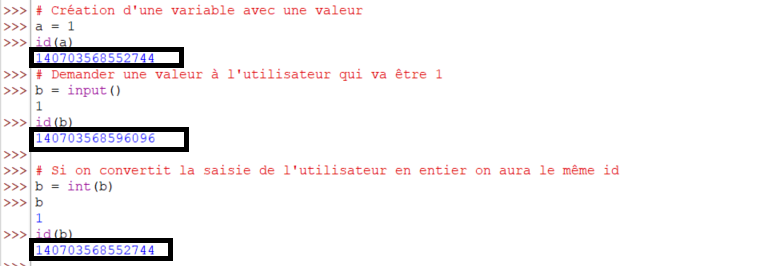 >>> # Création d'une variable avec une valeur
>>> a = 1
>>> id(a)
140703568552744
>>> # Demander une valeur à l'utilisateur qui va être 1
>>> b = input()
1
>>> id(b)
140703568596096
>>>
>>> # Si on convertit la saisie de l'utilisateur en entier on aura le même id
>>> b = int(b)
>>> b
1
>>> id(b)
140703568552744
>>>